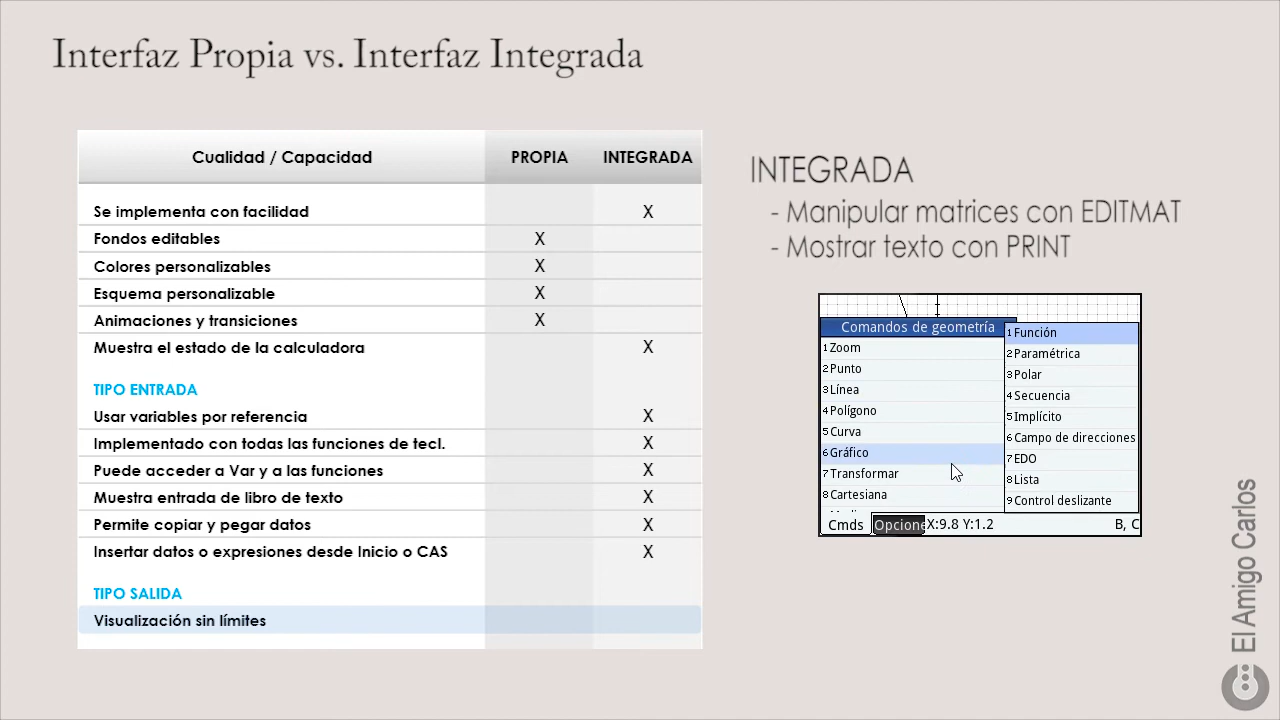 Interfaz Propia vs. Interfaz Integrada
Cualidad / Capacidad PROPIA INTEGRADA
Se implementa con facilidad X
Fondos editables X
Colores personalizables X
Esquema personalizable X
Animaciones y transiciones X
Muestra el estado de la calculadora X
TIPO ENTRADA
Usar variables por referencia X
Implementado con todas las funciones de tecl. X
Puede acceder a Var y a las funciones X
Muestra entrada de libro de texto X
Permite copiar y pegar datos X
Insertar datos o expresiones desde Inicio o CAS X
TIPO SALIDA
Visualización sin límites
INTEGRADA
- Manipular matrices con EDITMAT
- Mostrar texto con PRINT
Comandos de geometría
1 Zoom
2 Punto
3 Línea
4 Polígono
5 Curva
6 Gráfico
7 Transformar
8 Cartesiana
1 Función
2 Paramétrica
3 Polar
4 Secuencia
5 Implícito
6 Campo de direcciones
7 EDO
8 Lista
9 Control deslizante
Cmds Opcione X:9.8 Y:1.2 B, C
El Amigo Carlos